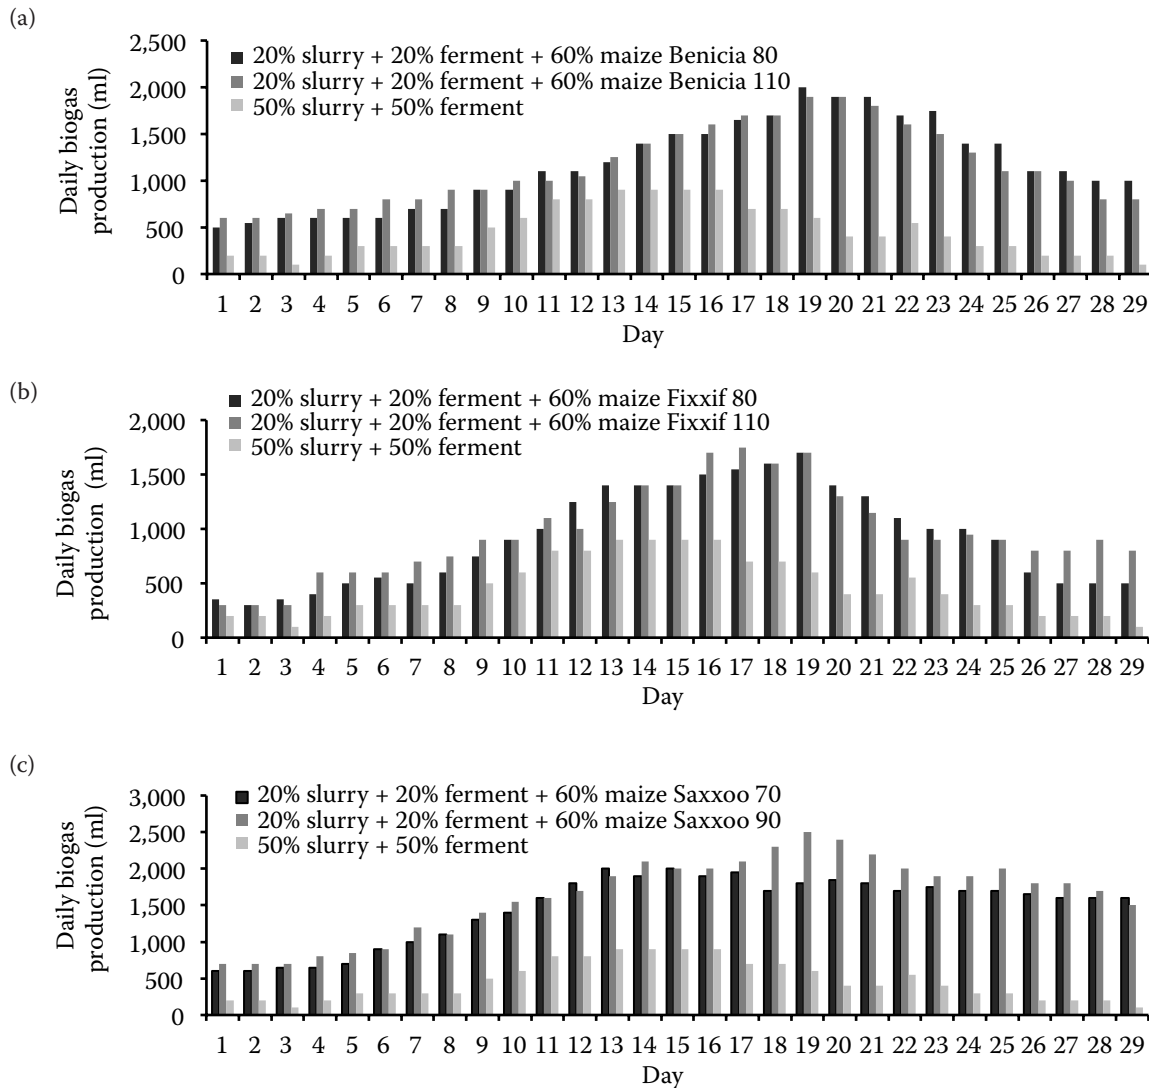 (a)
2,500
2,000
1,500
1,000
500
0
Daily biogas
production (ml)
20% slurry + 20% ferment + 60% maize Benicia 80
20% slurry + 20% ferment + 60% maize Benicia 110
50% slurry + 50% ferment
1 2 3 4 5 6 7 8 9 10 11 12 13 14 15 16 17 18 19 20 21 22 23 24 25 26 27 28 29
Day
(b)
2,000
1,500
1,000
500
0
Daily biogas
production (ml)
20% slurry + 20% ferment + 60% maize Fixxif 80
20% slurry + 20% ferment + 60% maize Fixxif 110
50% slurry + 50% ferment
1 2 3 4 5 6 7 8 9 10 11 12 13 14 15 16 17 18 19 20 21 22 23 24 25 26 27 28 29
Day
(c)
3,000
2,500
2,000
1,500
1,000
500
0
Daily biogas
production (ml)
20% slurry + 20% ferment + 60% maize Saxxoo 70
20% slurry + 20% ferment + 60% maize Saxxoo 90
50% slurry + 50% ferment
1 2 3 4 5 6 7 8 9 10 11 12 13 14 15 16 17 18 19 20 21 22 23 24 25 26 27 28 29
Day